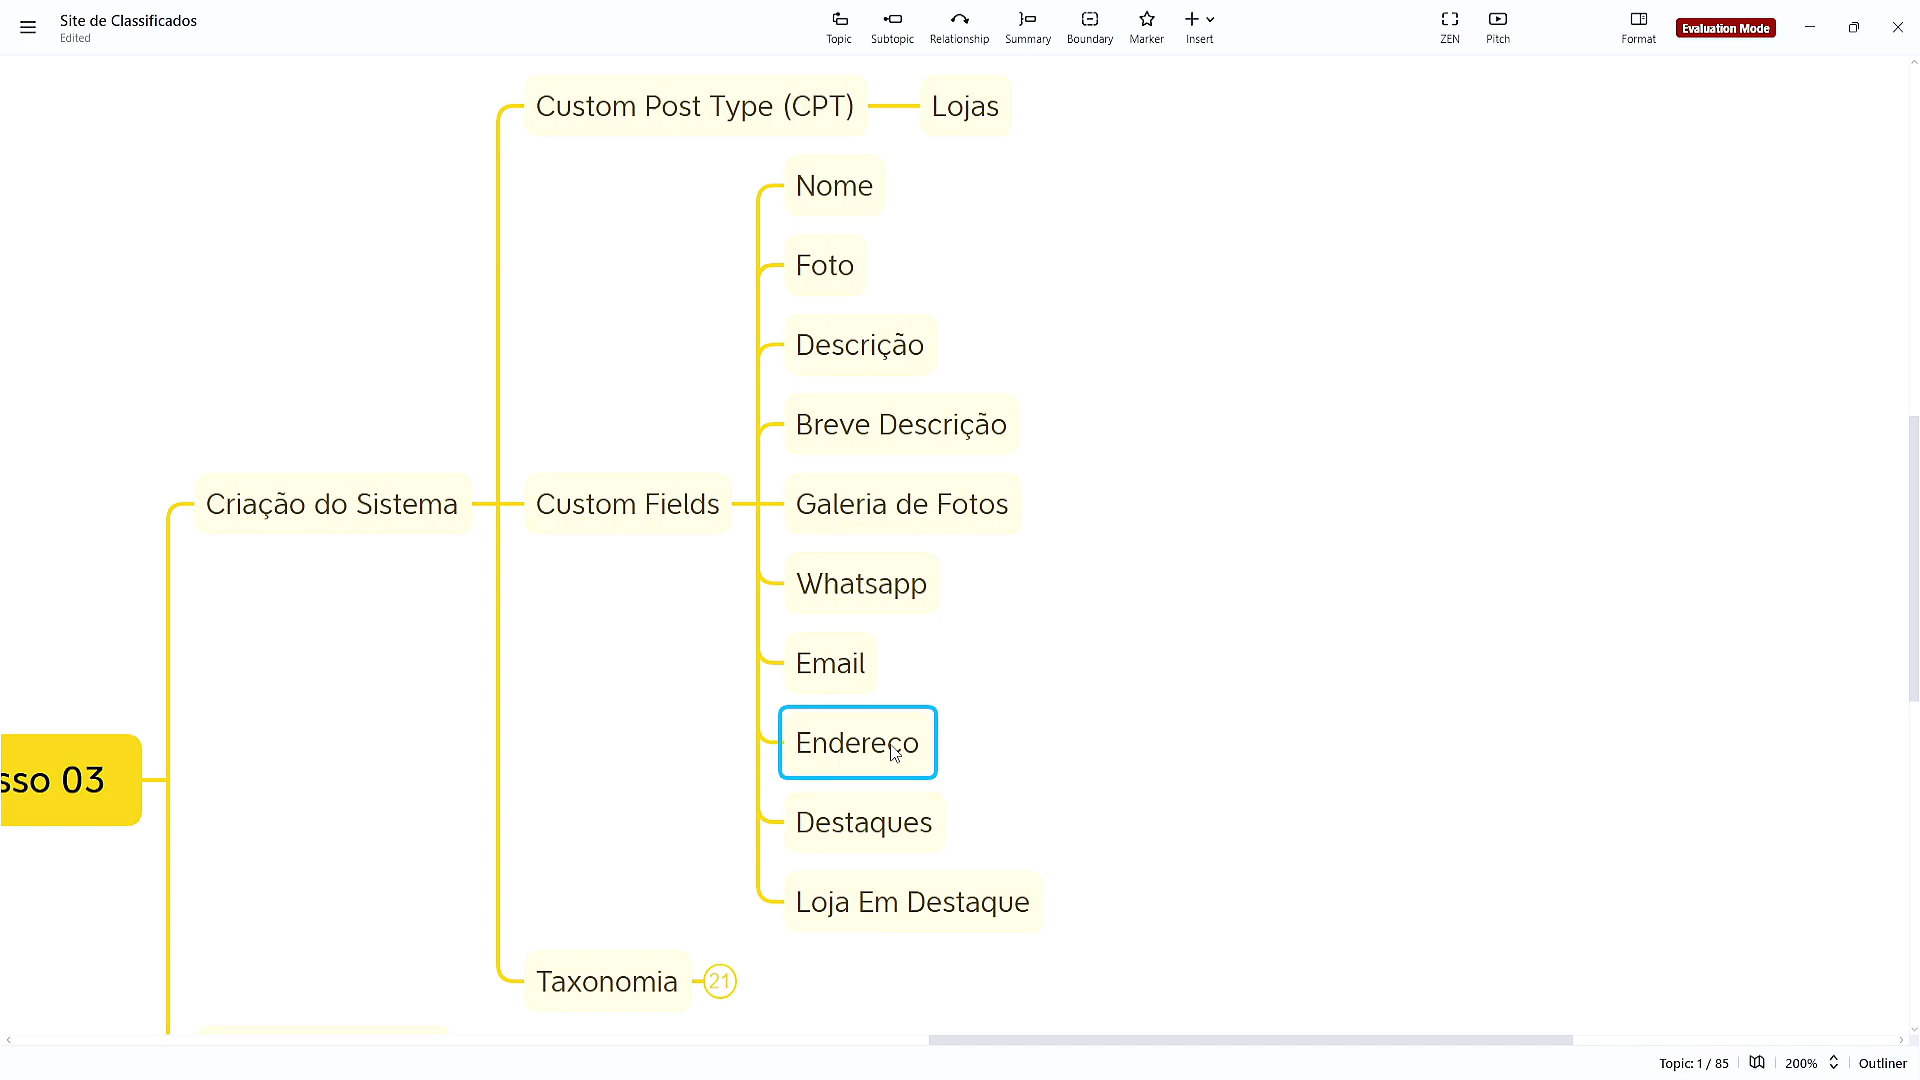 Site de Classificados
Edited
Topic
Subtopic
Relationship
Summary
Boundary
Marker
Insert
ZEN
Pitch
Format
Evaluation Mode
Custom Post Type (CPT)
Lojas
Nome
Foto
Descrição
Breve Descrição
Criação do Sistema
Custom Fields
Galeria de Fotos
Whatsapp
Email
Endereço
sso 03
Destaques
Loja Em Destaque
Taxonomia
21
Topic: 1 / 85
200%
Outliner